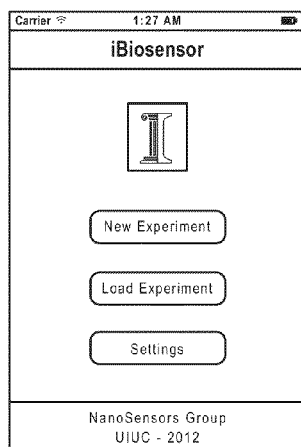 Carrier 1:27 AM
iBiosensor
I
New Experiment
Load Experiment
Settings
NanoSensors Group
UIUC - 2012